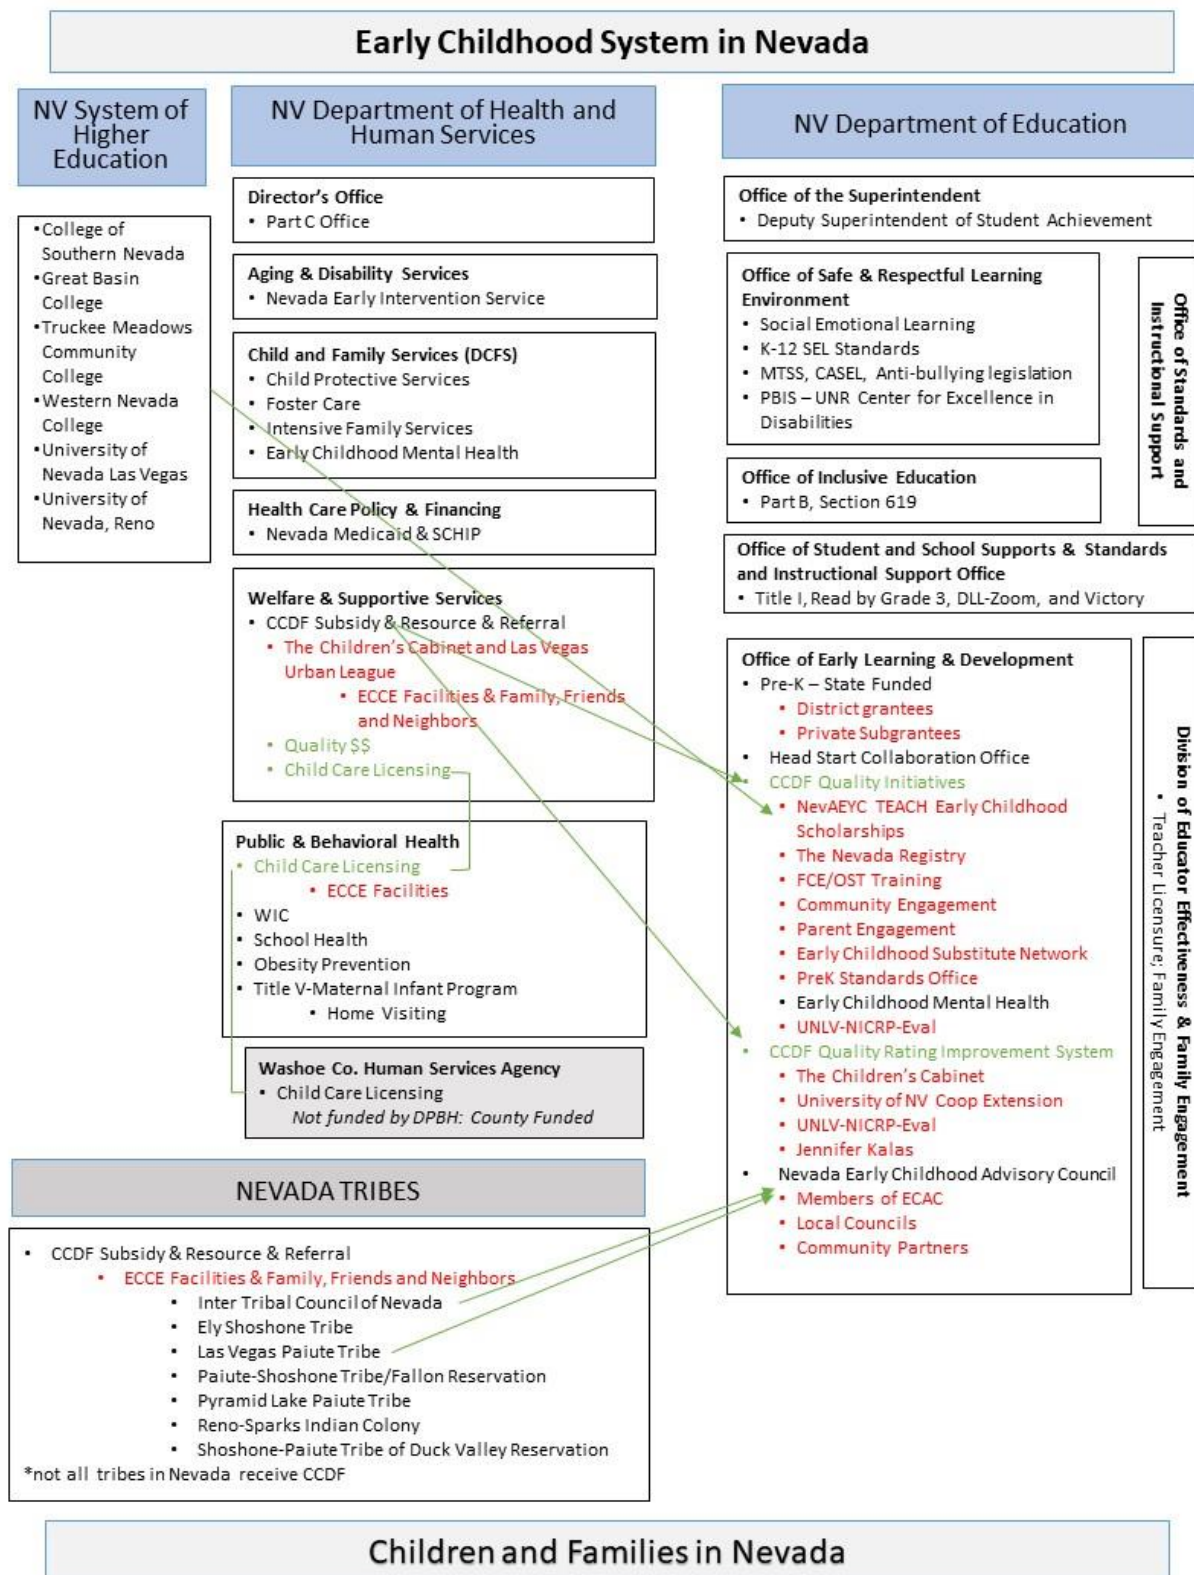 Early Childhood System in Nevada
NV System of
Higher
Education
•College of
Southern Nevada
•Great Basin
College
•Truckee Meadows
Community
College
•Western Nevada
College
•University of
Nevada Las Vegas
•University of
Nevada, Reno
NV Department of Health and
Human Services
Director's Office
• Part C Office
Aging & Disability Services
• Nevada Early Intervention Service
Child and Family Services (DCFS)
• Child Protective Services
• Foster Care
• Intensive Family Services
• Early Childhood Mental Health
Health Care Policy & Financing
• Nevada Medicaid & SCHIP
Welfare & Supportive Services
• CCDF Subsidy & Resource & Referral
• The Children's Cabinet and Las Vegas
Urban League
• ECCE Facilities & Family, Friends
and Neighbors
• Quality $$
• Child Care Licensing
Public & Behavioral Health
• Child Care Licensing
• ECCE Facilities
• WIC
• School Health
• Obesity Prevention
• Title V-Maternal Infant Program
• Home Visiting
Washoe Co. Human Services Agency
• Child Care Licensing
Not funded by DPBH: County Funded
NV Department of Education
Office of the Superintendent
• Deputy Superintendent of Student Achievement
Office of Safe & Respectful Learning
Environment
• Social Emotional Learning
• K-12 SEL Standards
• MTSS, CASEL, Anti-bullying legislation
• PBIS – UNR Center for Excellence in
Disabilities
Office of Inclusive Education
• Part B, Section 619
Office of Standards and
Instructional Support
Office of Student and School Supports & Standards
and Instructional Support Office
• Title I, Read by Grade 3, DLL-Zoom, and Victory
Office of Early Learning & Development
• Pre-K – State Funded
• District grantees
• Private Subgrantees
• Head Start Collaboration Office
• CCDF Quality Initiatives
• NevAEYC TEACH Early Childhood
Scholarships
• The Nevada Registry
• FCE/OST Training
• Community Engagement
• Parent Engagement
• Early Childhood Substitute Network
• PreK Standards Office
• Early Childhood Mental Health
• UNLV-NICRP-Eval
• CCDF Quality Rating Improvement System
• The Children's Cabinet
• University of NV Coop Extension
• UNLV-NICRP-Eval
• Jennifer Kalas
• Nevada Early Childhood Advisory Council
• Members of ECAC
• Local Councils
• Community Partners
Division of Educator Effectiveness & Family Engagement
• Teacher Licensure; Family Engagement
NEVADA TRIBES
• CCDF Subsidy & Resource & Referral
• ECCE Facilities & Family, Friends and Neighbors
• Inter Tribal Council of Nevada
• Ely Shoshone Tribe
• Las Vegas Paiute Tribe
• Paiute-Shoshone Tribe/Fallon Reservation
• Pyramid Lake Paiute Tribe
• Reno-Sparks Indian Colony
• Shoshone-Paiute Tribe of Duck Valley Reservation
*not all tribes in Nevada receive CCDF
Children and Families in Nevada